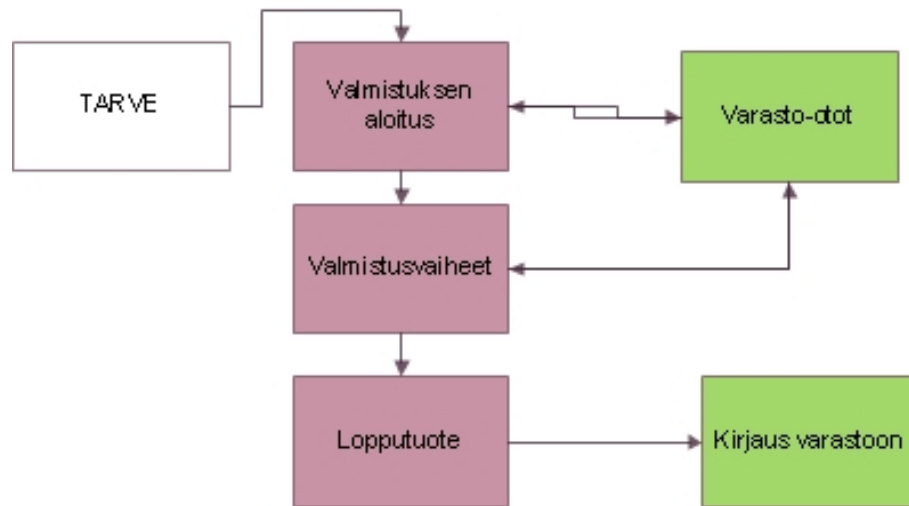 TARVE
Valmistuksen
aloitus
Varasto-otot
Valmistusvaiheet
Lopputuote
Kirjaus varastoon